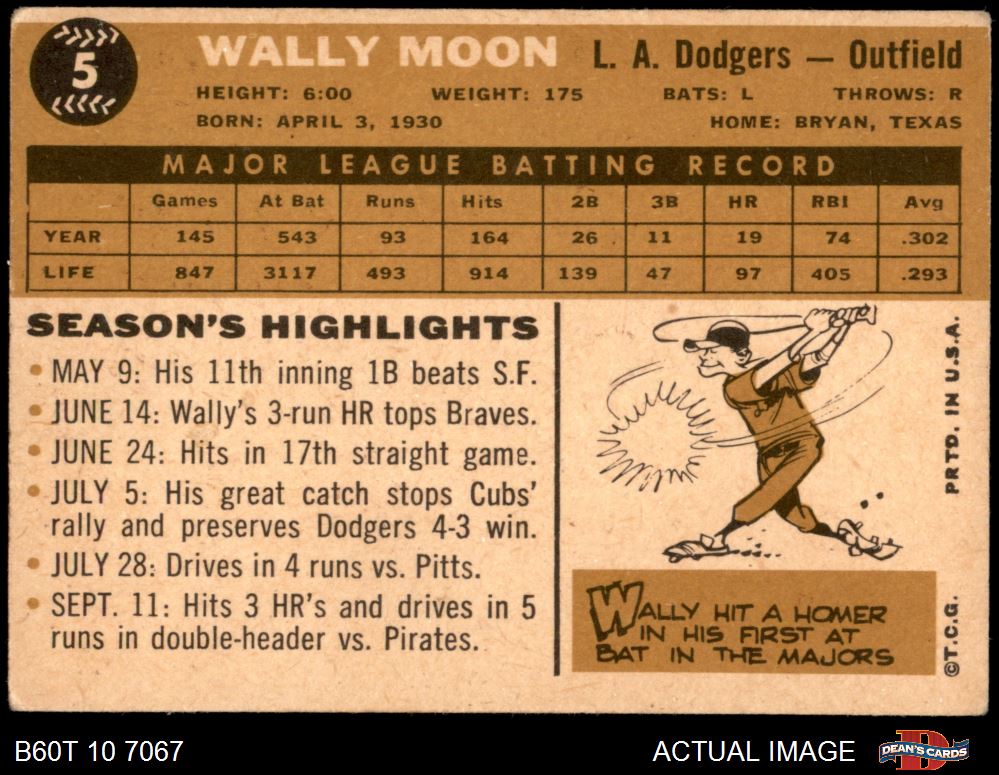 5
WALLY MOON L. A. Dodgers — Outfield
HEIGHT: 6:00 WEIGHT: 175 BATS: L THROWS: R
BORN: APRIL 3, 1930 HOME: BRYAN, TEXAS
MAJOR LEAGUE BATTING RECORD
Games At Bat Runs Hits 2B 3B HR RBI Avg
YEAR 145 543 93 164 26 11 19 74 .302
LIFE 847 3117 493 914 139 47 97 405 .293
SEASON'S HIGHLIGHTS
• MAY 9: His 11th inning 1B beats S.F.
• JUNE 14: Wally's 3-run HR tops Braves.
• JUNE 24: Hits in 17th straight game.
• JULY 5: His great catch stops Cubs'
rally and preserves Dodgers 4-3 win.
• JULY 28: Drives in 4 runs vs. Pitts.
• SEPT. 11: Hits 3 HR's and drives in 5
runs in double-header vs. Pirates.
WALLY HIT A HOMER
IN HIS FIRST AT
BAT IN THE MAJORS
©T.C.G. PRTD. IN U.S.A.
B60T 10 7067 ACTUAL IMAGE
D
DEAN'S CARDS